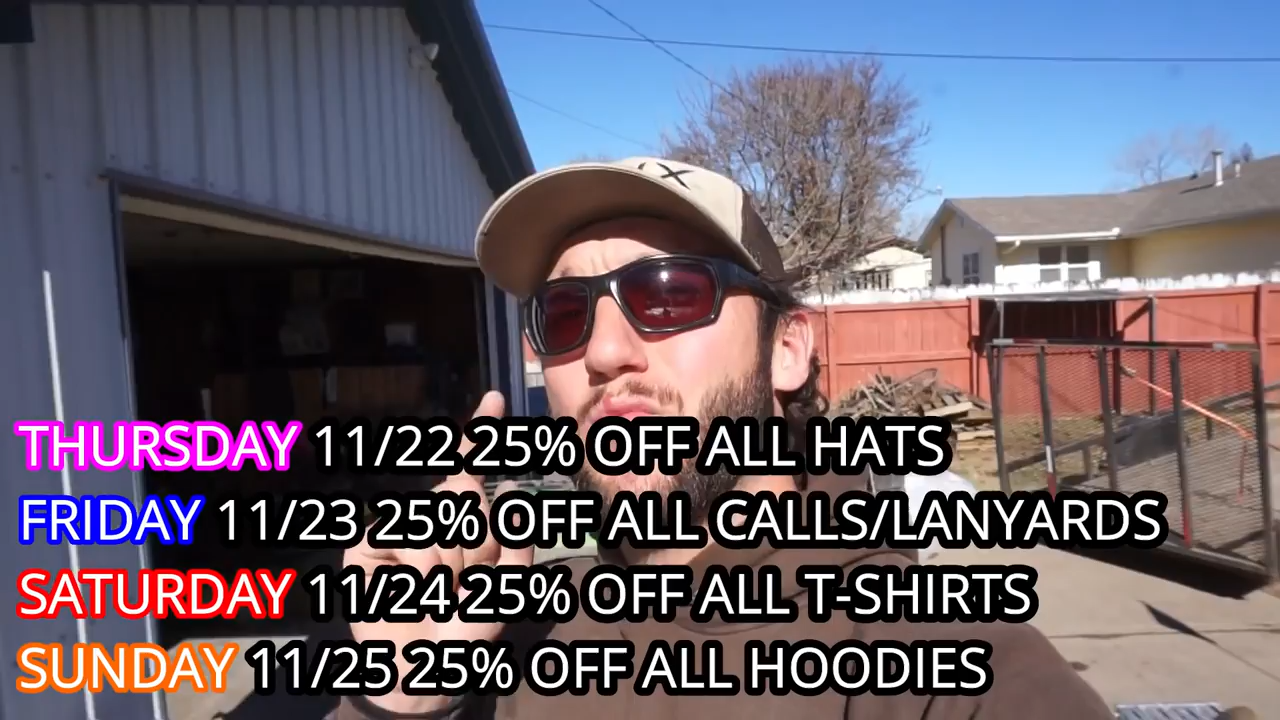 THURSDAY 11/22 25% OFF ALL HATS
FRIDAY 11/23 25% OFF ALL CALLS/LANYARDS
SATURDAY 11/24 25% OFF ALL T-SHIRTS
SUNDAY 11/25 25% OFF ALL HOODIES